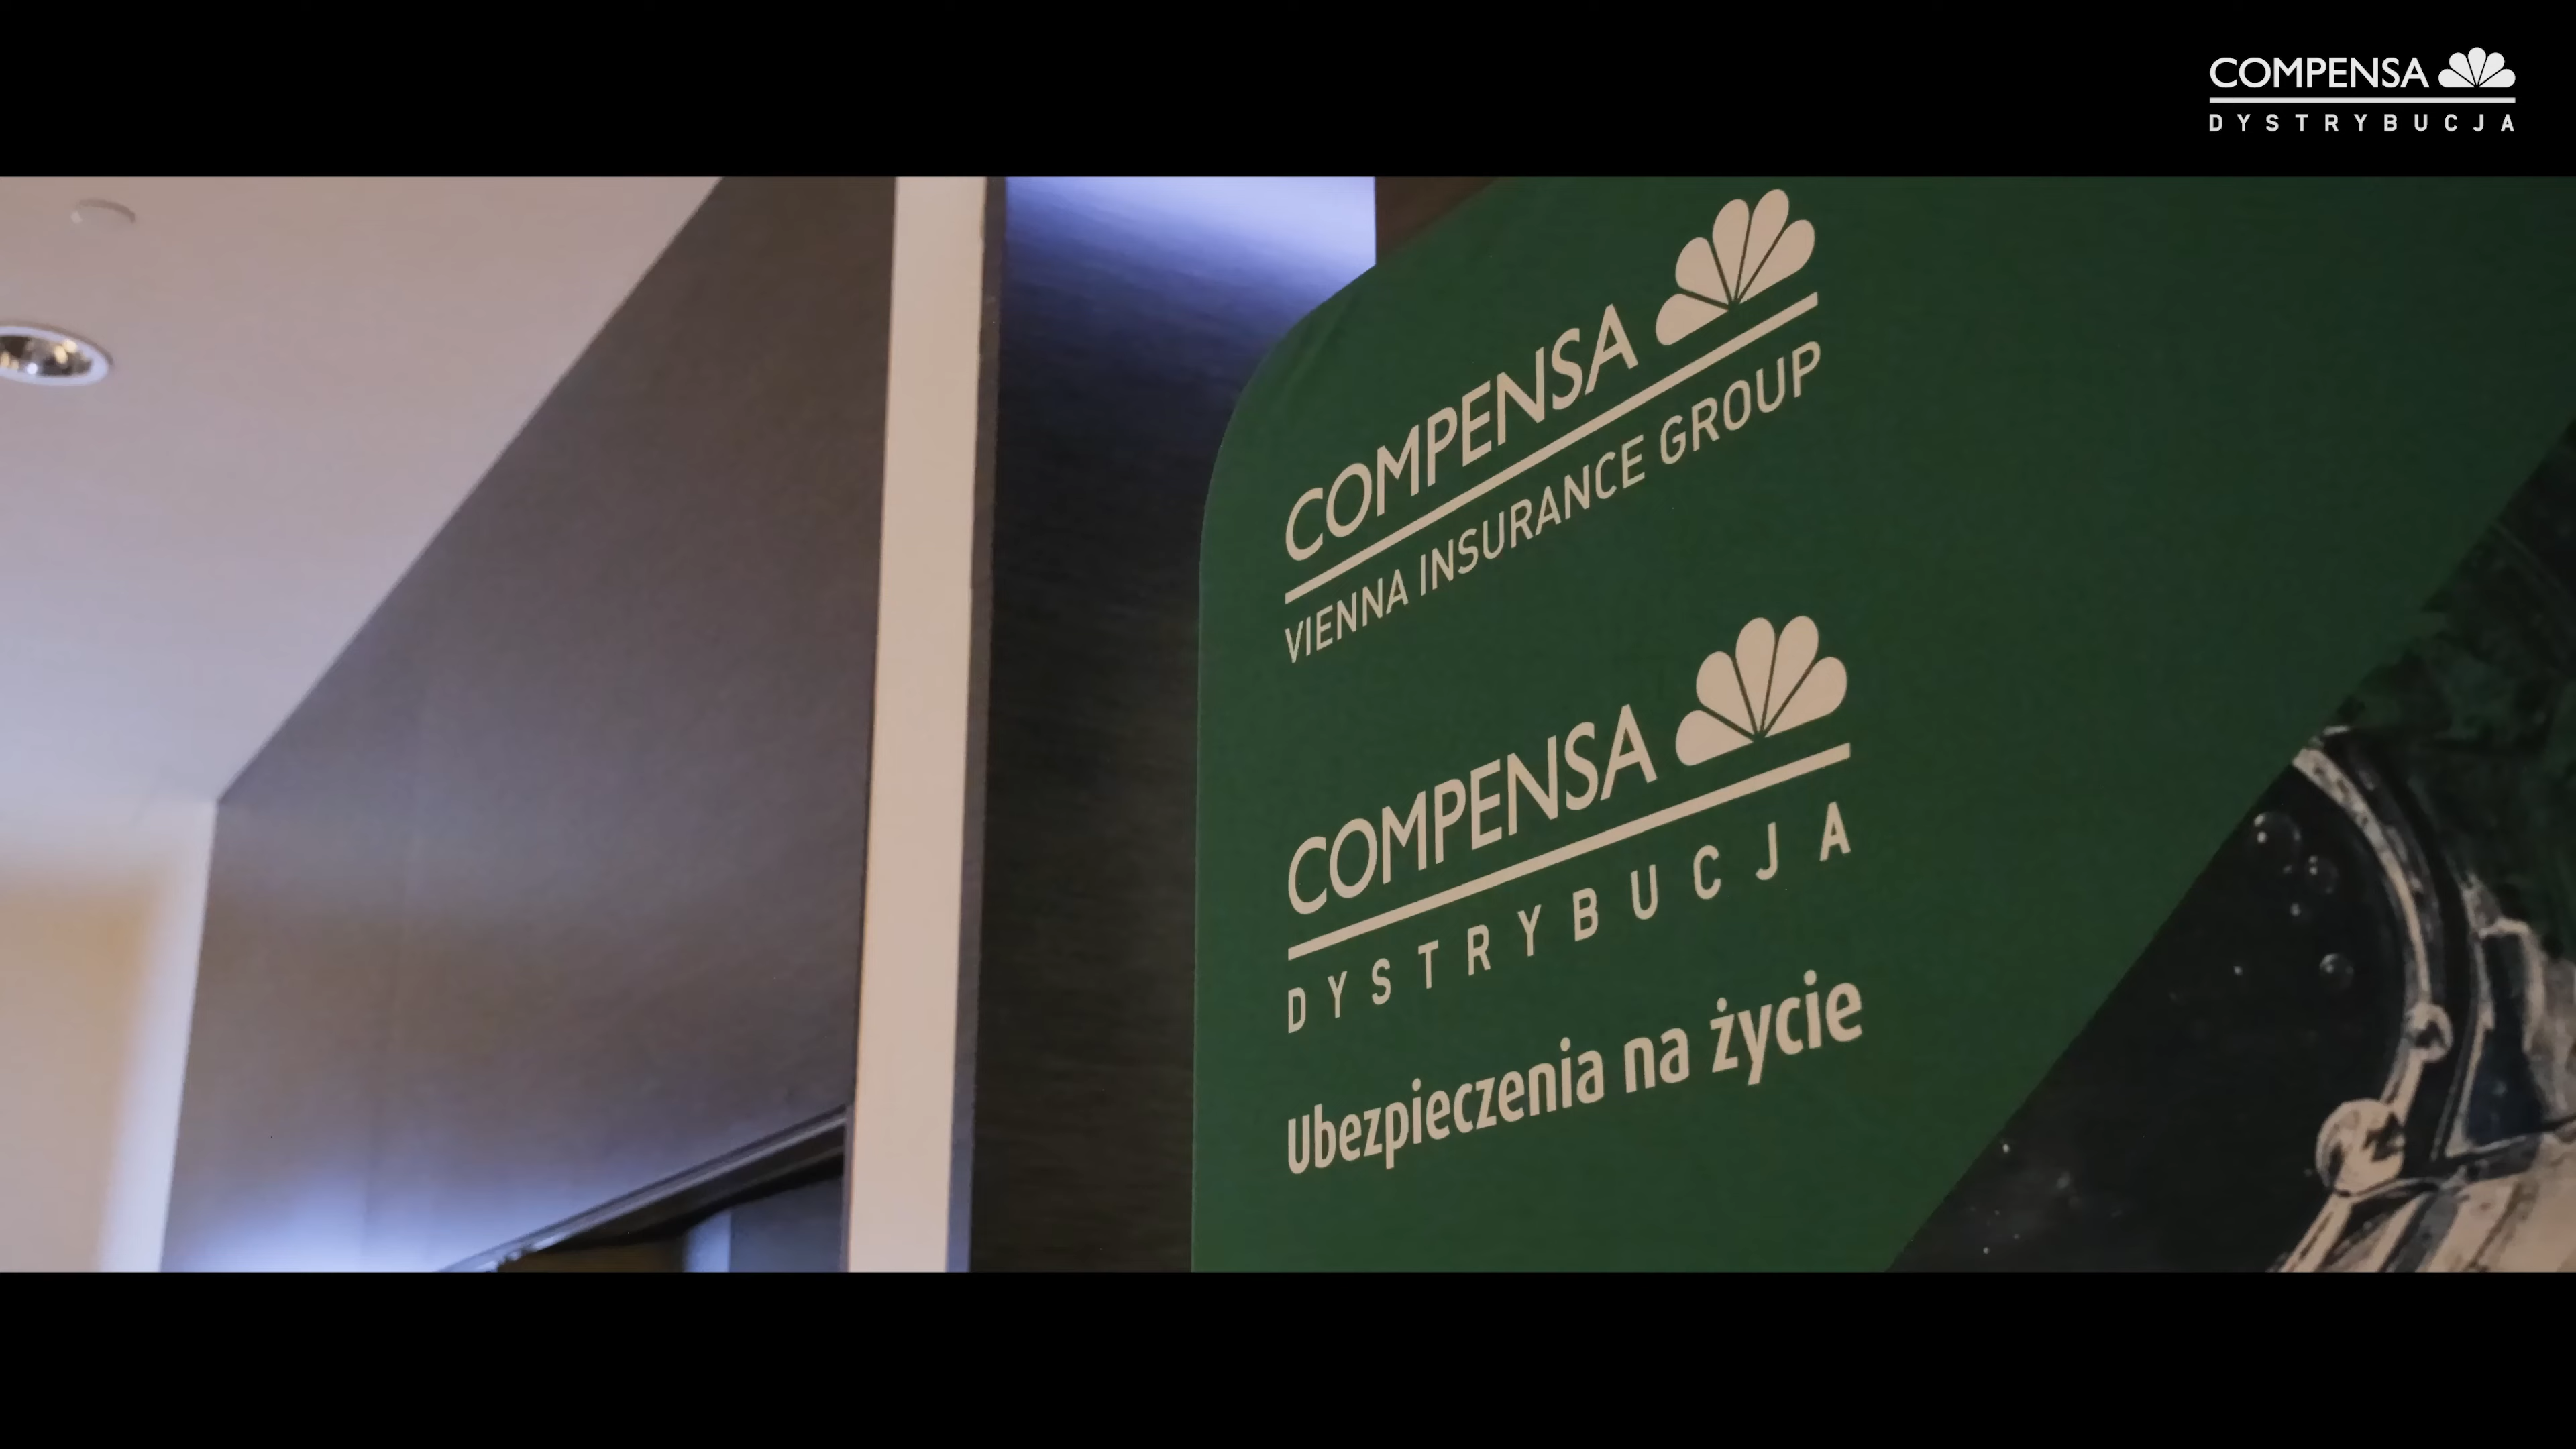 COMPENSA
DYSTRYBUCJA
COMPENSA
VIENNA INSURANCE GROUP
COMPENSA
DYSTRYBUCJA
Ubezpieczenia na życie